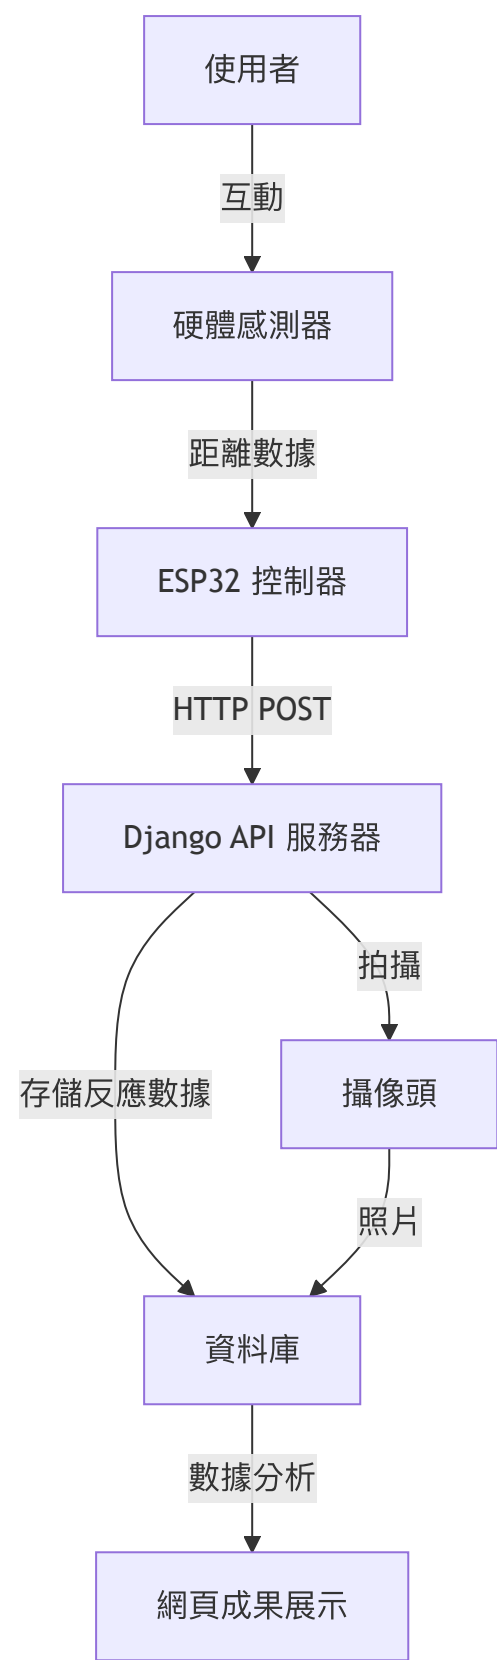 使用者
互動
硬體感測器
距離數據
ESP32 控制器
HTTP POST
Django API 服務器
拍攝
存儲反應數據
攝像頭
照片
資料庫
數據分析
網頁成果展示